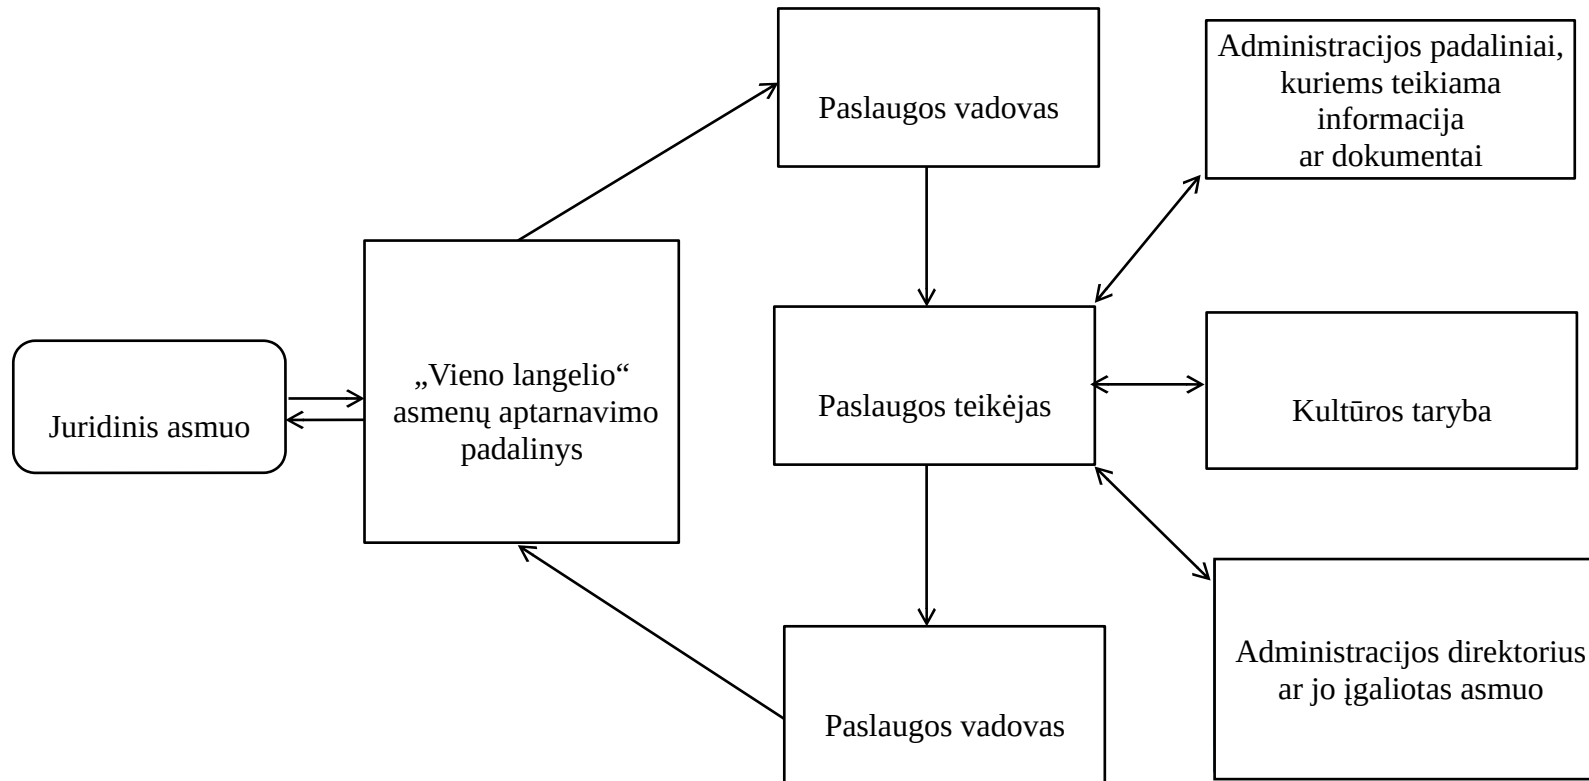 Paslaugos vadovas
Administracijos padaliniai,
kuriems teikiama
informacija
ar dokumentai
Juridinis asmuo
„Vieno langelio“
asmenų aptarnavimo
padalinys
Paslaugos teikėjas
Kultūros taryba
Administracijos direktorius
ar jo įgaliotas asmuo
Paslaugos vadovas